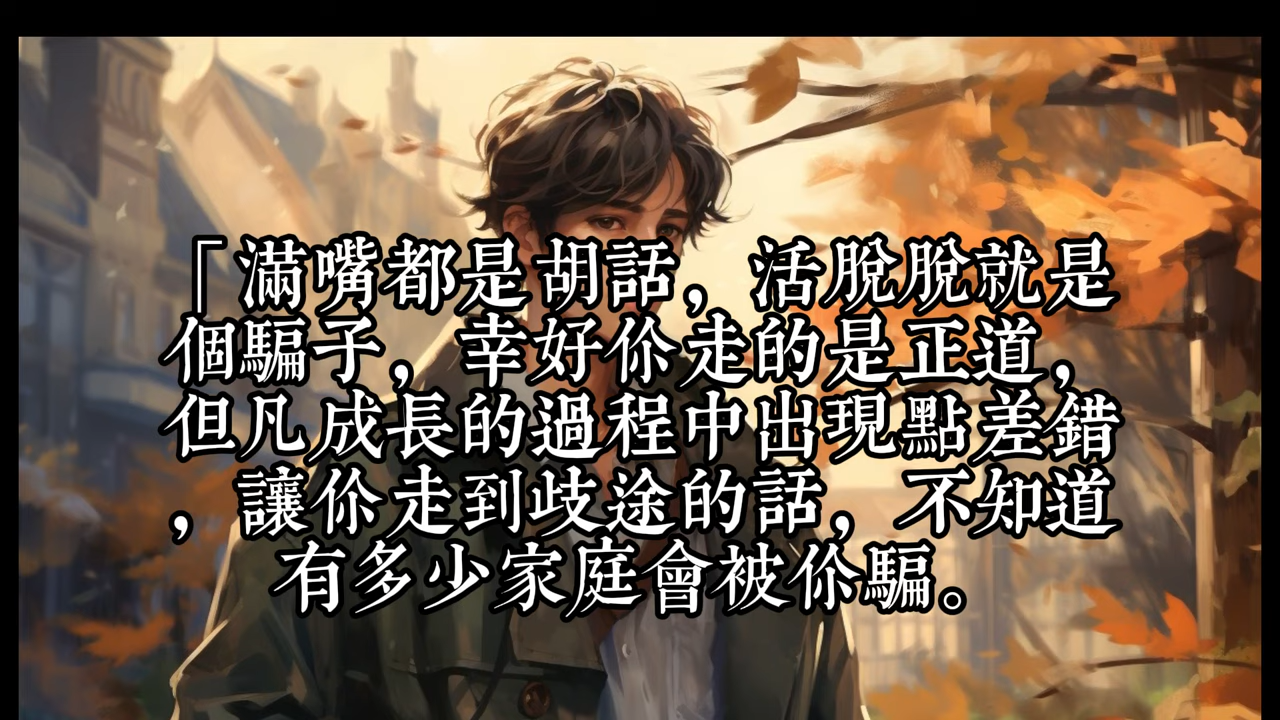 「滿嘴都是胡話，活脫脫就是
個騙子，幸好你走的是正道，
但凡成長的過程中出現點差錯
，讓你走到歧途的話，不知道
有多少家庭會被你騙。